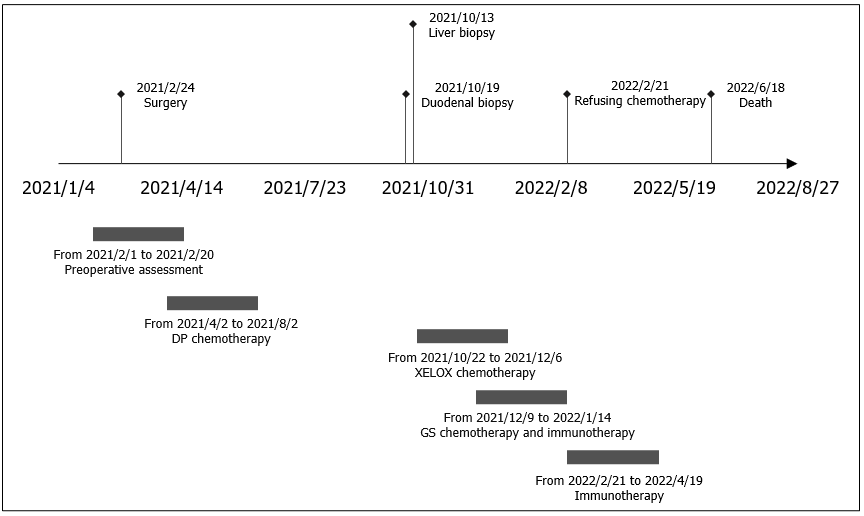 2021/10/13
Liver biopsy
2021/2/24
Surgery
2021/10/19
Duodenal biopsy
2022/2/21
Refusing chemotherapy
2022/6/18
Death
2021/1/4
2021/4/14
2021/7/23
2021/10/31
2022/2/8
2022/5/19
2022/8/27
From 2021/2/1 to 2021/2/20
Preoperative assessment
From 2021/4/2 to 2021/8/2
DP chemotherapy
From 2021/10/22 to 2021/12/6
XELOX chemotherapy
From 2021/12/9 to 2022/1/14
GS chemotherapy and immunotherapy
From 2022/2/21 to 2022/4/19
Immunotherapy